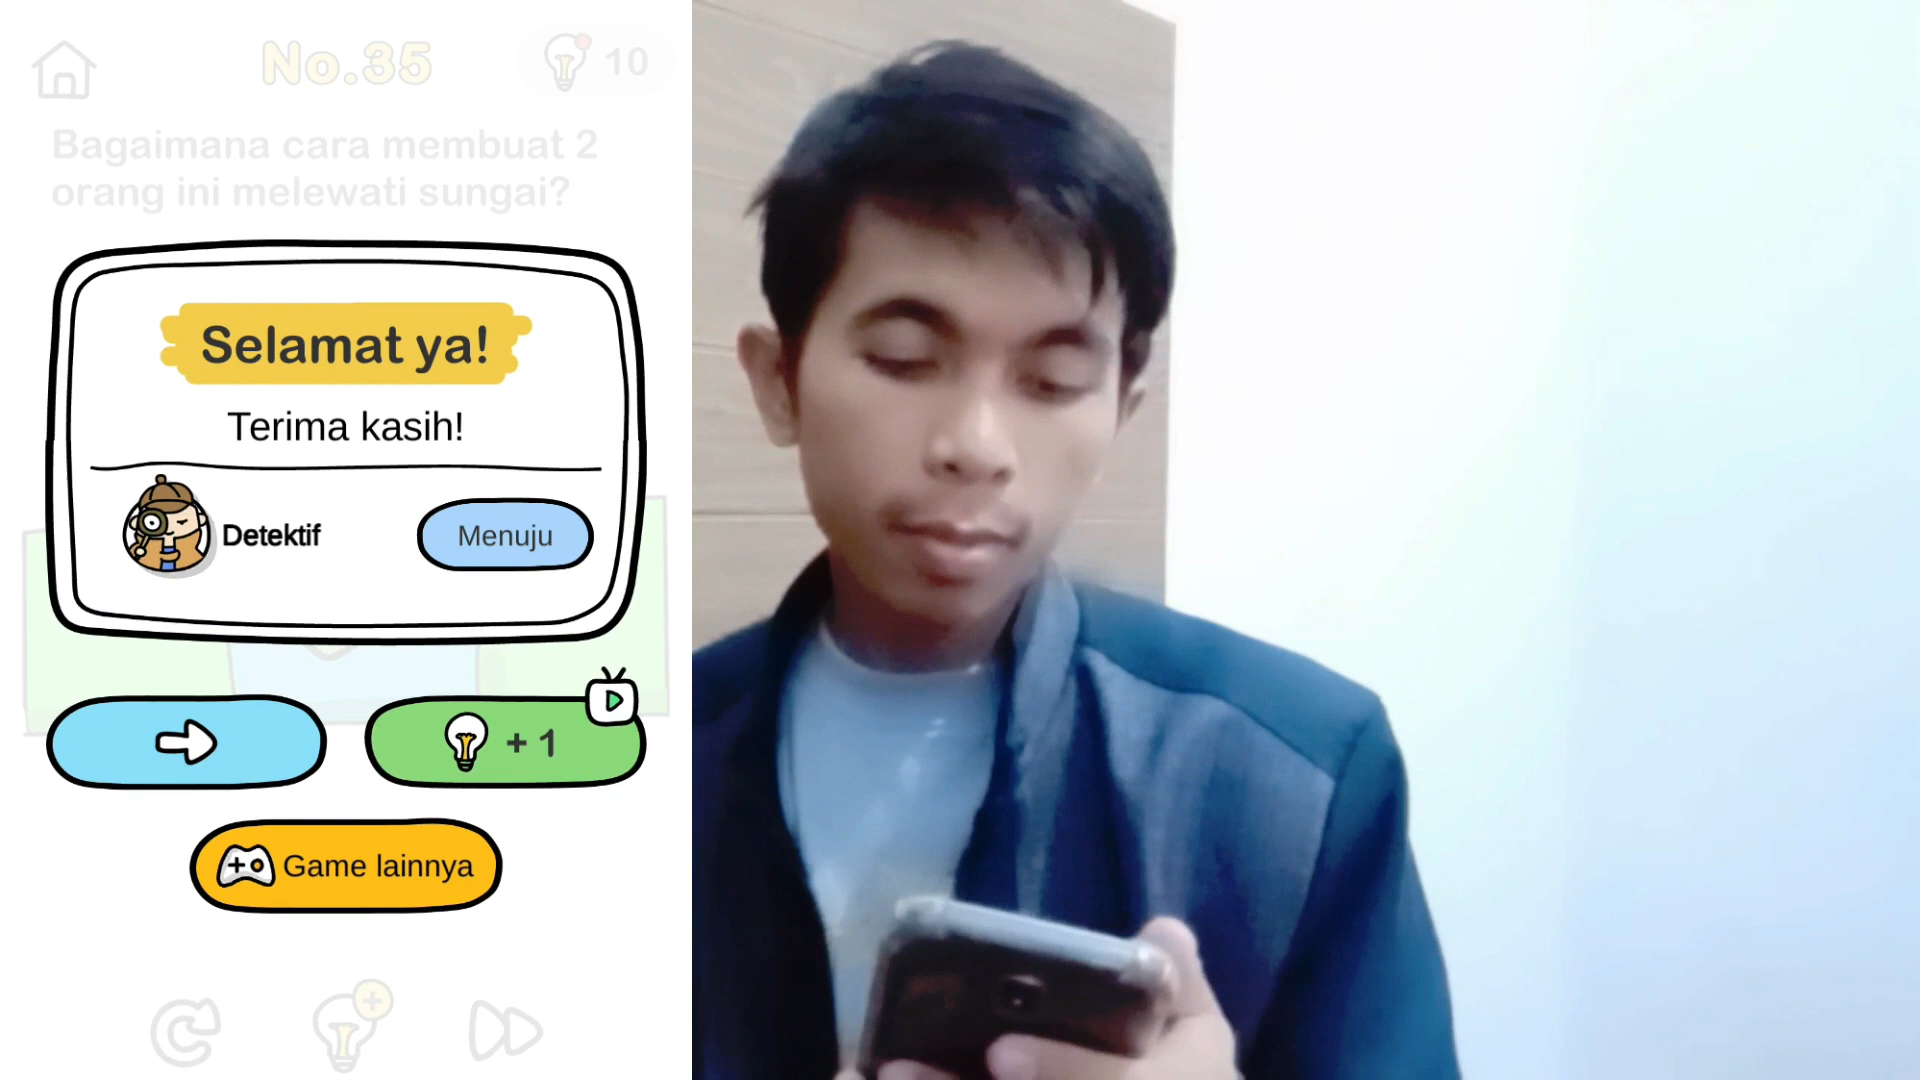 No.35
10
Bagaimana cara membuat 2
orang ini melewati sungai?
Selamat ya!
Terima kasih!
Detektif
Menuju
+ 1
Game lainnya